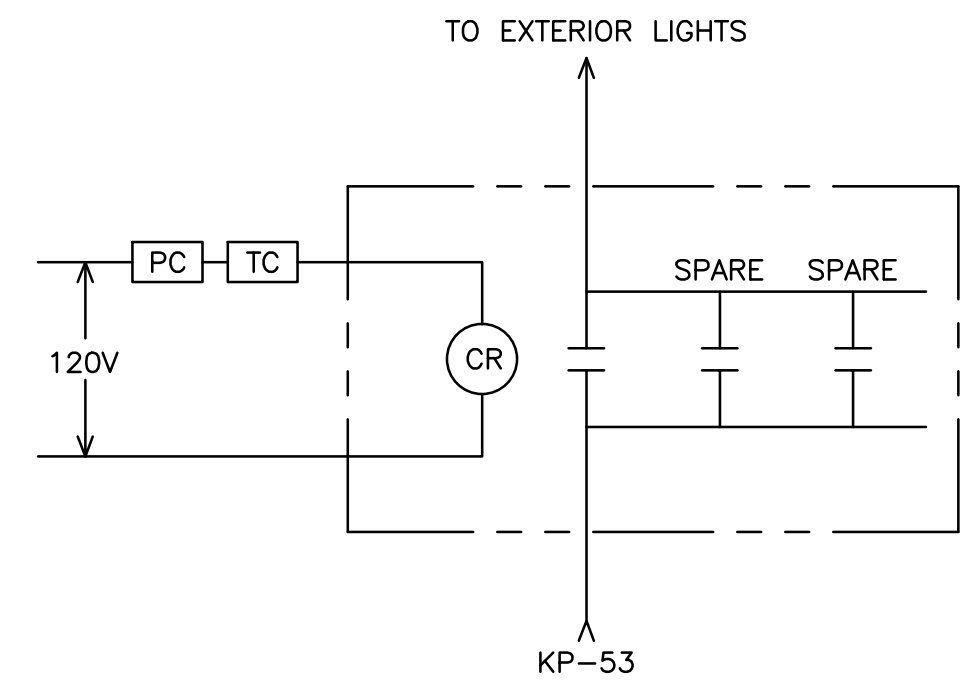 TO EXTERIOR LIGHTS
SPARE SPARE
PC TC
120V
CR
KP-53